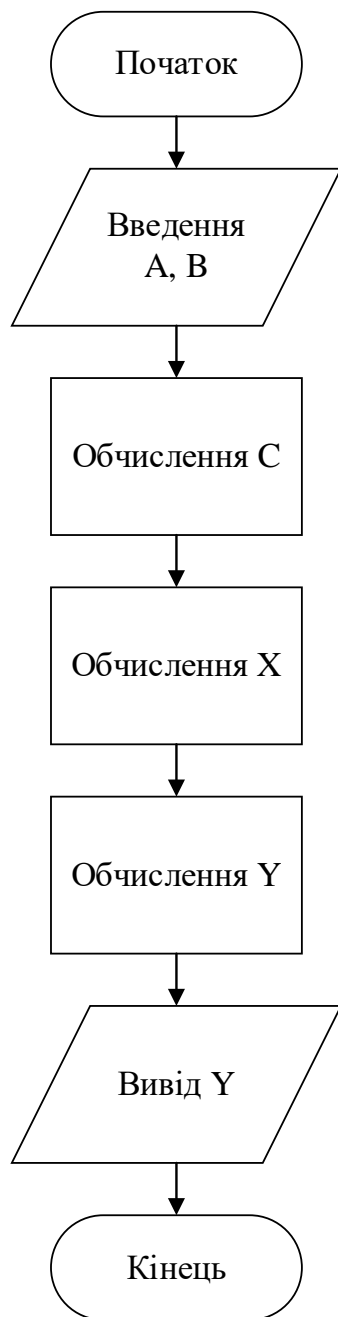 Початок
Введення
A, B
Обчислення C
Обчислення X
Обчислення Y
Вивід Y
Кінець